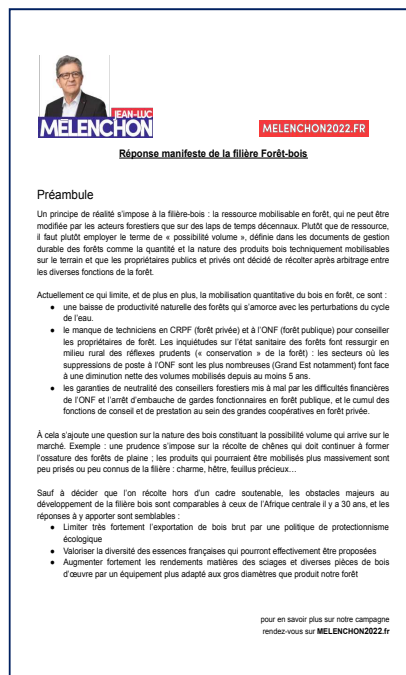 JEAN-LUC
MÉLENCHON
MELENCHON2022.FR
Réponse manifeste de la filière Forêt-bois
Préambule
Un principe de réalité s'impose à la filière-bois : la ressource mobilisable en forêt, qui ne peut être
modifiée par les acteurs forestiers que sur des laps de temps décennaux. Plutôt que de ressource,
il faut plutôt employer le terme de « possibilité volume », définie dans les documents de gestion
durable des forêts comme la quantité et la nature des produits bois techniquement mobilisables
sur le terrain et que les propriétaires publics et privés ont décidé de récolter après arbitrage entre
les diverses fonctions de la forêt.
Actuellement ce qui limite, et de plus en plus, la mobilisation quantitative du bois en forêt, ce sont :
● une baisse de productivité naturelle des forêts qui s'amorce avec les perturbations du cycle
de l'eau.
● le manque de techniciens en CRPF (forêt privée) et à l'ONF (forêt publique) pour conseiller
les propriétaires de forêt. Les inquiétudes sur l'état sanitaire des forêts font ressurgir en
milieu rural des réflexes prudents (« conservation » de la forêt) : les secteurs où les
suppressions de poste à l'ONF sont les plus nombreuses (Grand Est notamment) font face
à une diminution nette des volumes mobilisés depuis au moins 5 ans.
● les garanties de neutralité des conseillers forestiers mis à mal par les difficultés financières
de l'ONF et l'arrêt d'embauche de gardes fonctionnaires en forêt publique, et le cumul des
fonctions de conseil et de prestation au sein des grandes coopératives en forêt privée.
À cela s'ajoute une question sur la nature des bois constituant la possibilité volume qui arrive sur le
marché. Exemple : une prudence s'impose sur la récolte de chênes qui doit continuer à former
l'ossature des forêts de plaine ; les produits qui pourraient être mobilisés plus massivement sont
peu prisés ou peu connus de la filière : charme, hêtre, feuillus précieux…
Sauf à décider que l'on récolte hors d'un cadre soutenable, les obstacles majeurs au
développement de la filière bois sont comparables à ceux de l'Afrique centrale il y a 30 ans, et les
réponses à y apporter sont semblables :
● Limiter très fortement l'exportation de bois brut par une politique de protectionnisme
écologique
● Valoriser la diversité des essences françaises qui pourront effectivement être proposées
● Augmenter fortement les rendements matières des sciages et diverses pièces de bois
d'œuvre par un équipement plus adapté aux gros diamètres que produit notre forêt
pour en savoir plus sur notre campagne
rendez-vous sur MELENCHON2022.fr